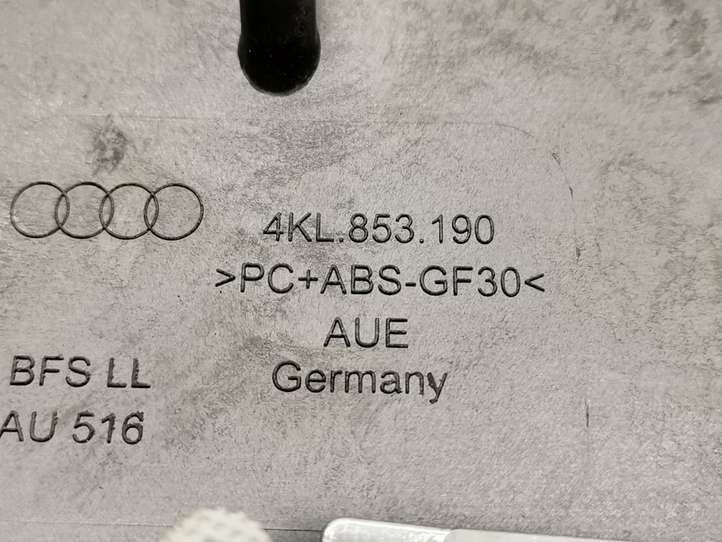 4KL.853.190
>PC+ABS-GF30<
AUE
Germany
BFS LL
AU 516